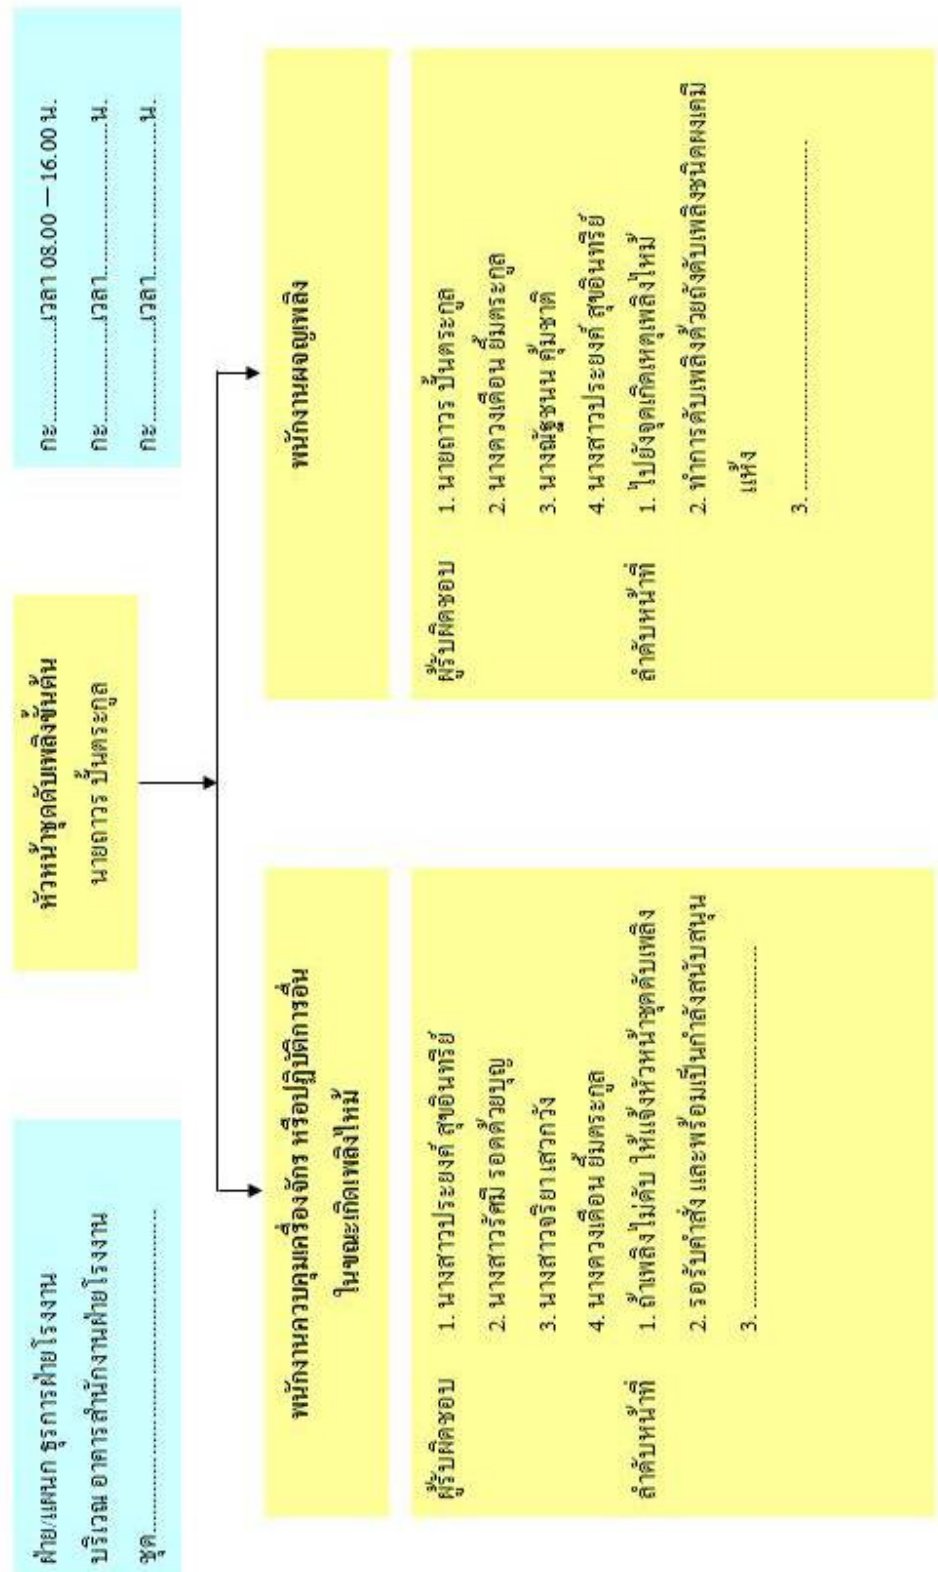 ฝ่าย/แผนก ธุรการฝ่ายโรงงาน
บริเวณ อาคารสำนักงานฝ่ายโรงงาน
ชุด..........................................................
หัวหน้าชุดดับเพลิงขั้นต้น
นายถาวร ปั้นตระกูล
กะ...............เวลา 08.00 — 16.00 น.
กะ...............เวลา...........................น.
กะ...............เวลา...........................น.
พนักงานควบคุมเครื่องจักร หรือปฏิบัติการอื่น
ในขณะเกิดเพลิงไหม้
ผู้รับผิดชอบ
1. นางสาวประยงค์ สุขอินทรีย์
2. นางสาวรัศมี รอดด้วยบุญ
3. นางสาวจริยา เสวกวัง
4. นางดวงเดือน ยิ้มตระกูล
ลำดับหน้าที่
1. ถ้าเพลิงไม่ดับ ให้แจ้งหัวหน้าชุดดับเพลิง
2. รอรับคำสั่ง และพร้อมเป็นกำลังสนับสนุน
3. ..........................................................
พนักงานผจญเพลิง
ผู้รับผิดชอบ
1. นายถาวร ปั้นตระกูล
2. นางดวงเดือน ยิ้มตระกูล
3. นางณัฐชนน คุ้มชาติ
4. นางสาวประยงค์ สุขอินทรีย์
ลำดับหน้าที่
1. ไปยังจุดเกิดเหตุเพลิงไหม้
2. ทำการดับเพลิงด้วยถังดับเพลิงชนิดผงเคมี
แห้ง
3. ..........................................................